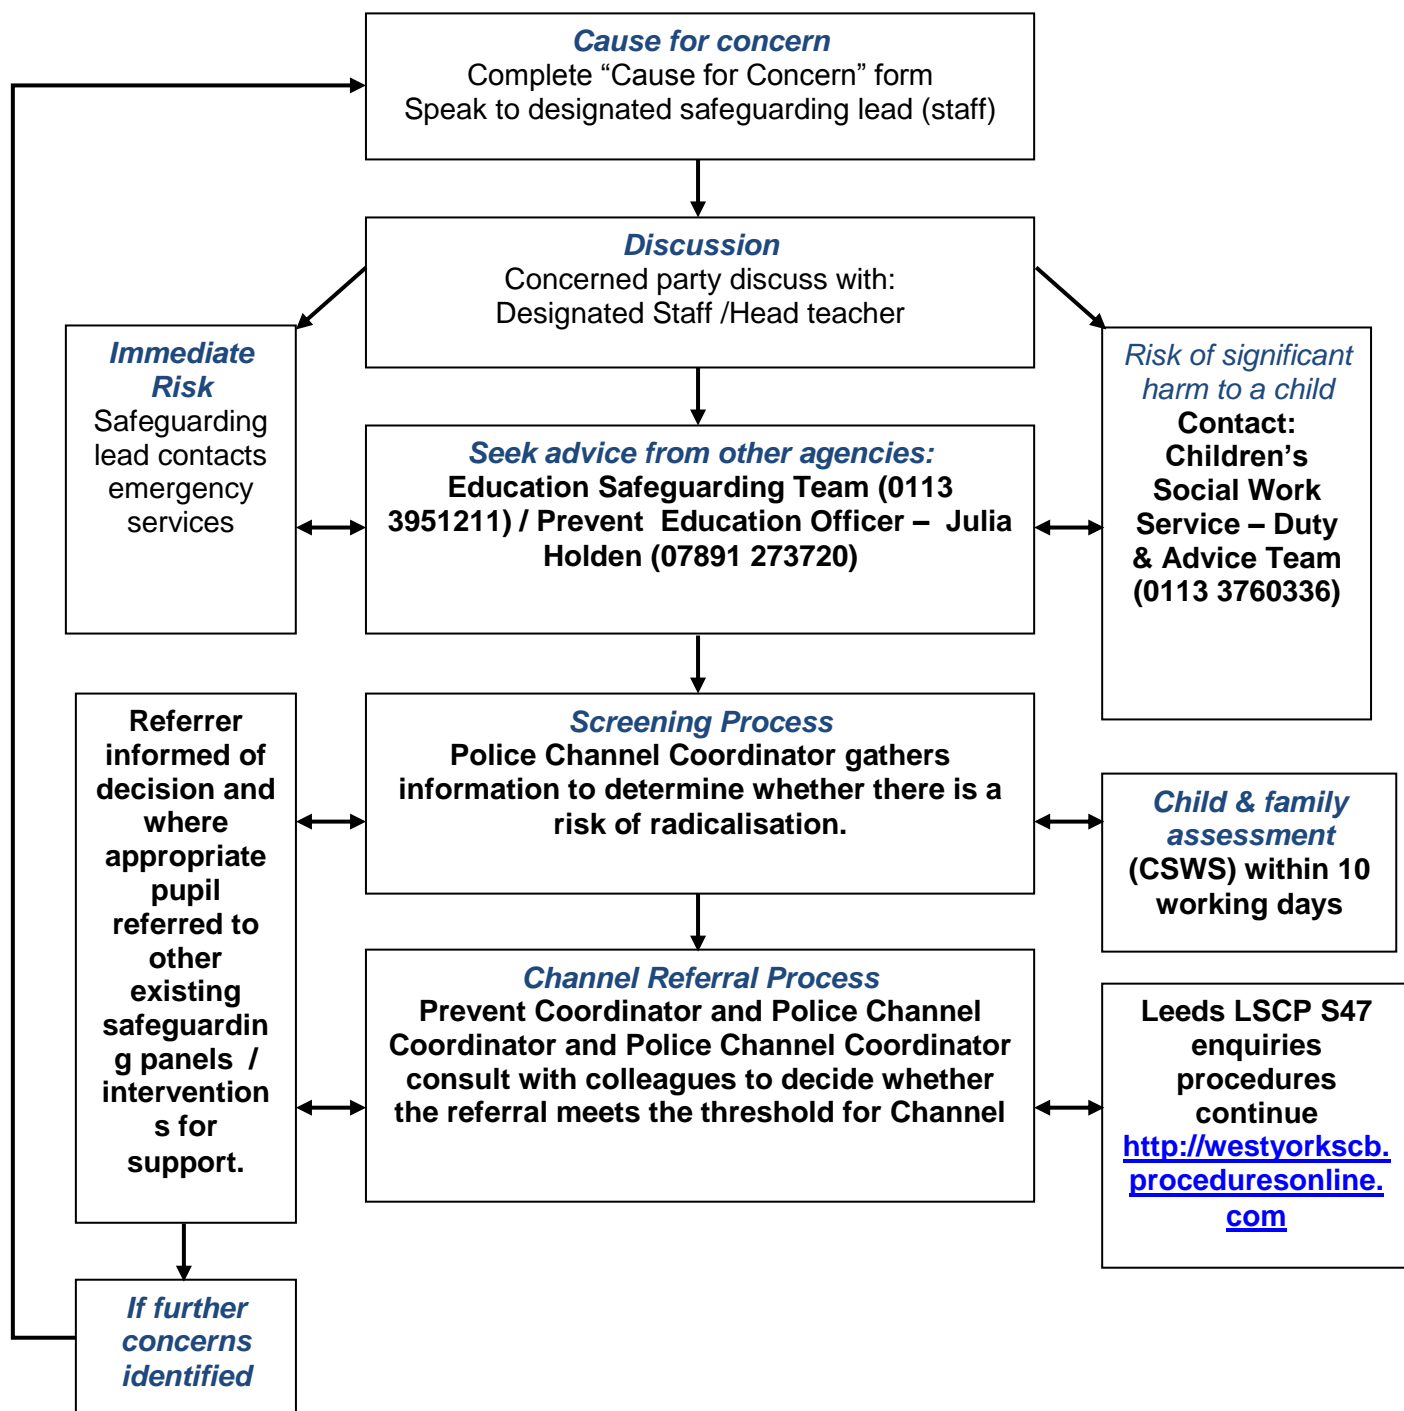 Cause for concern
Complete “Cause for Concern” form
Speak to designated safeguarding lead (staff)
Discussion
Concerned party discuss with:
Designated Staff /Head teacher
Immediate
Risk
Safeguarding
lead contacts
emergency
services
Seek advice from other agencies:
Education Safeguarding Team (0113
3951211) / Prevent  Education Officer –  Julia
Holden (07891 273720)
Risk of significant
harm to a child
Contact:
Children’s
Social Work
Service – Duty
& Advice Team
(0113 3760336)
Referrer
informed of
decision and
where
appropriate
pupil
referred to
other
existing
safeguardin
g panels  /
intervention
s for
support.
Screening Process
Police Channel Coordinator gathers
information to determine whether there is a
risk of radicalisation.
Child & family
assessment
(CSWS) within 10
working days
Channel Referral Process
Prevent Coordinator and Police Channel
Coordinator and Police Channel Coordinator
consult with colleagues to decide whether
the referral meets the threshold for Channel
Leeds LSCP S47
enquiries
procedures
continue
http://westyorkscb.
proceduresonline.
com
If further
concerns
identified